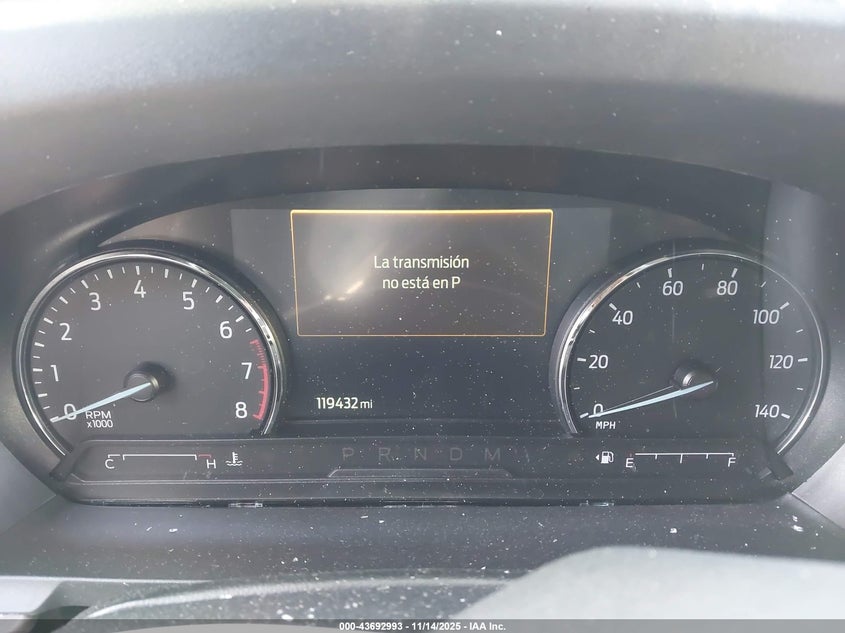 La transmisión
no está en P
0 1 2 3 4 5 6 7 8
RPM
x1000
119432 mi
0 20 40 60 80 100 120 140
MPH
C H
P R N D M
E F
000-43692993 - 11/14/2025 - IAA Inc.